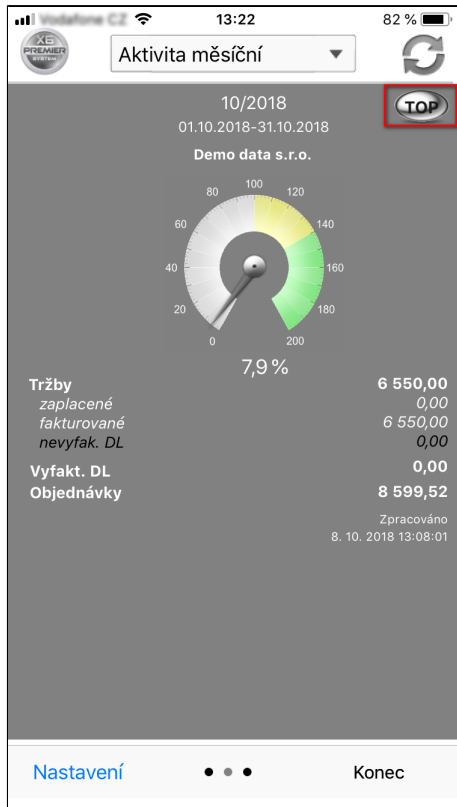 Vodafone CZ 13:22 82 %
X6
PREMIER
SYSTEM
Aktivita měsíční
10/2018
TOP
01.10.2018-31.10.2018
Demo data s.r.o.
0 20 40 60 80 100 120 140 160 180 200
7,9 %
Tržby 6 550,00
zaplacené 0,00
fakturované 6 550,00
nevyfak. DL 0,00
Vyfakt. DL 0,00
Objednávky 8 599,52
Zpracováno
8. 10. 2018 13:08:01
Nastavení Konec